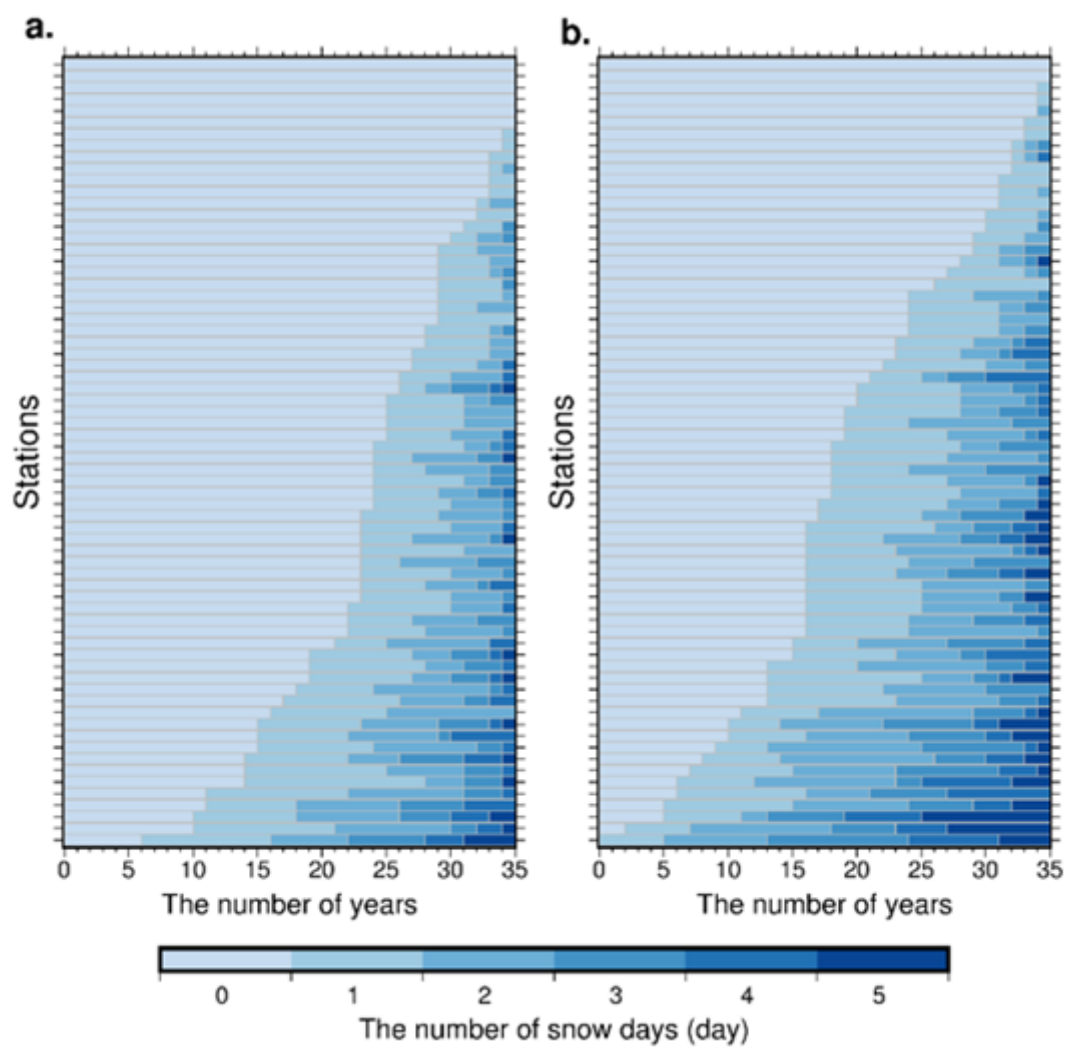 a.
b.
Stations
Stations
0 5 10 15 20 25 30 35
0 5 10 15 20 25 30 35
The number of years
The number of years
0 1 2 3 4 5
The number of snow days (day)